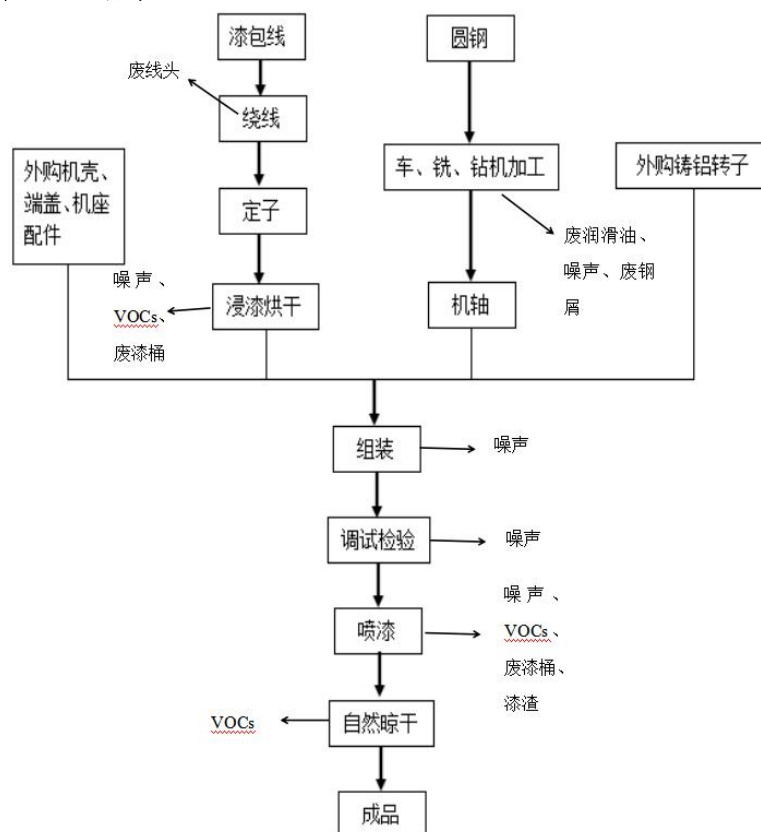 漆包线
圆钢
废线头
绕线
外购机壳、
端盖、机座
配件
车、铣、钻机加工
外购铸铝转子
定子
废润滑油、
噪声、废钢
屑
噪声、
VOCs、
废漆桶
浸漆烘干
机轴
组装
噪声
调试检验
噪声
喷漆
噪声、
VOCs、
废漆桶、
漆渣
VOCs
自然晾干
成品